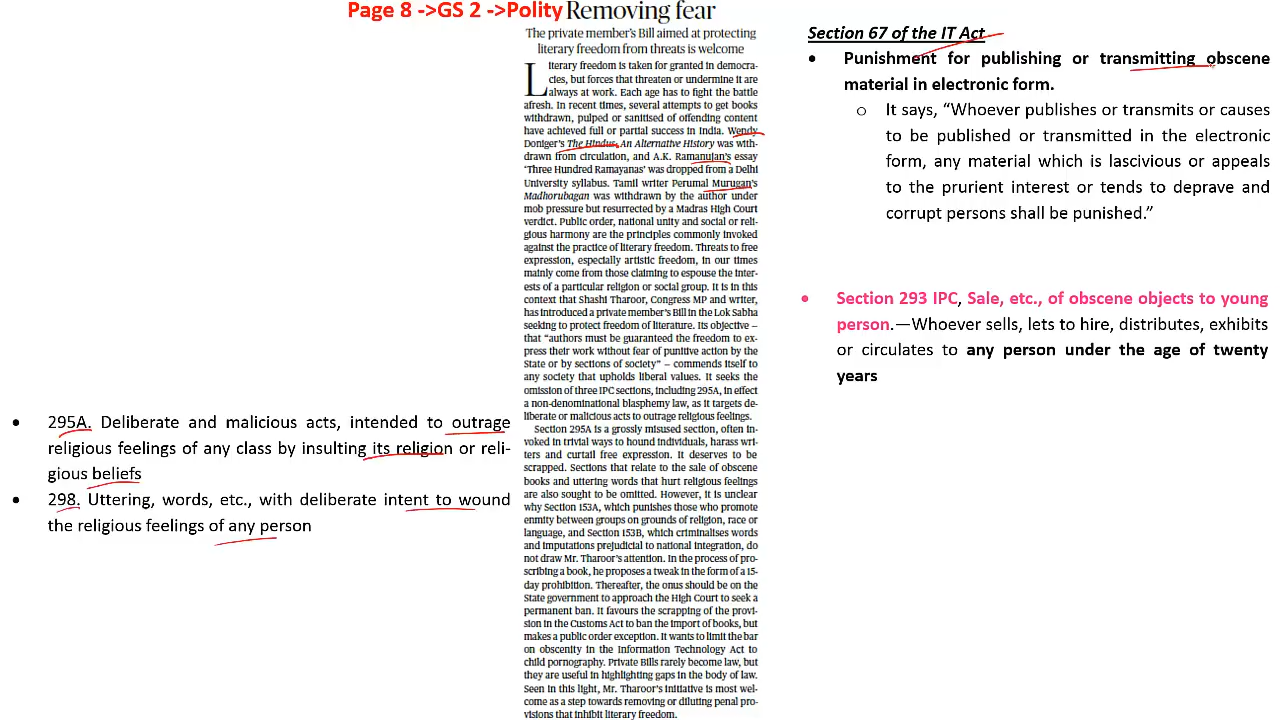 Page 8 ->GS 2 ->Polity
Removing fear
The private member's Bill aimed at protecting
literary freedom from threats is welcome
Literary freedom is taken for granted in democra-
cies, but forces that threaten or undermine it are
always at work. Each age has to fight the battle
afresh. In recent times, several attempts to get books
withdrawn, pulped or sanitised of offending content
have achieved full or partial success in India. Wendy
Doniger's The Hindus: An Alternative History was with-
drawn from circulation, and A.K. Ramanujan's essay
'Three Hundred Ramayanas' was dropped from a Delhi
University syllabus. Tamil writer Perumal Murugan's
Madhorubagan was withdrawn by the author under
mob pressure but resurrected by a Madras High Court
verdict. Public order, national unity and social or reli-
gious harmony are the principles commonly invoked
against the practice of literary freedom. Threats to free
expression, especially artistic freedom, in our times
mainly come from those claiming to espouse the inter-
ests of a particular religion or social group. It is in this
context that Shashi Tharoor, Congress MP and writer,
has introduced a private member's Bill in the Lok Sabha
seeking to protect freedom of literature. Its objective –
that "authors must be guaranteed the freedom to ex-
press their work without fear of punitive action by the
State or by sections of society" – commends itself to
any society that upholds liberal values. It seeks the
omission of three IPC sections, including 295A, in effect
a non-denominational blasphemy law, as it targets de-
liberate or malicious acts to outrage religious feelings.
Section 295A is a grossly misused section, often in-
voked in trivial ways to hound individuals, harass wri-
ters and curtail free expression. It deserves to be
scrapped. Sections that relate to the sale of obscene
books and uttering words that hurt religious feelings
are also sought to be omitted. However, it is unclear
why Section 153A, which punishes those who promote
enmity between groups on grounds of religion, race or
language, and Section 153B, which criminalises words
and imputations prejudicial to national integration, do
not draw Mr. Tharoor's attention. In the process of pro-
scribing a book, he proposes a tweak in the form of a 15-
day prohibition. Thereafter, the onus should be on the
State government to approach the High Court to seek a
permanent ban. It favours the scrapping of the provi-
sion in the Customs Act to ban the import of books, but
makes a public order exception. It wants to limit the bar
on obscenity in the Information Technology Act to
child pornography. Private Bills rarely become law, but
they are useful in highlighting gaps in the body of law.
Seen in this light, Mr. Tharoor's initiative is most wel-
come as a step towards removing or diluting penal pro-
visions that inhibit literary freedom.
• 295A. Deliberate and malicious acts, intended to outrage
religious feelings of any class by insulting its religion or reli-
gious beliefs
• 298. Uttering, words, etc., with deliberate intent to wound
the religious feelings of any person
Section 67 of the IT Act
• Punishment for publishing or transmitting obscene
material in electronic form.
o It says, "Whoever publishes or transmits or causes
to be published or transmitted in the electronic
form, any material which is lascivious or appeals
to the prurient interest or tends to deprave and
corrupt persons shall be punished."
• Section 293 IPC, Sale, etc., of obscene objects to young
person.—Whoever sells, lets to hire, distributes, exhibits
or circulates to any person under the age of twenty
years